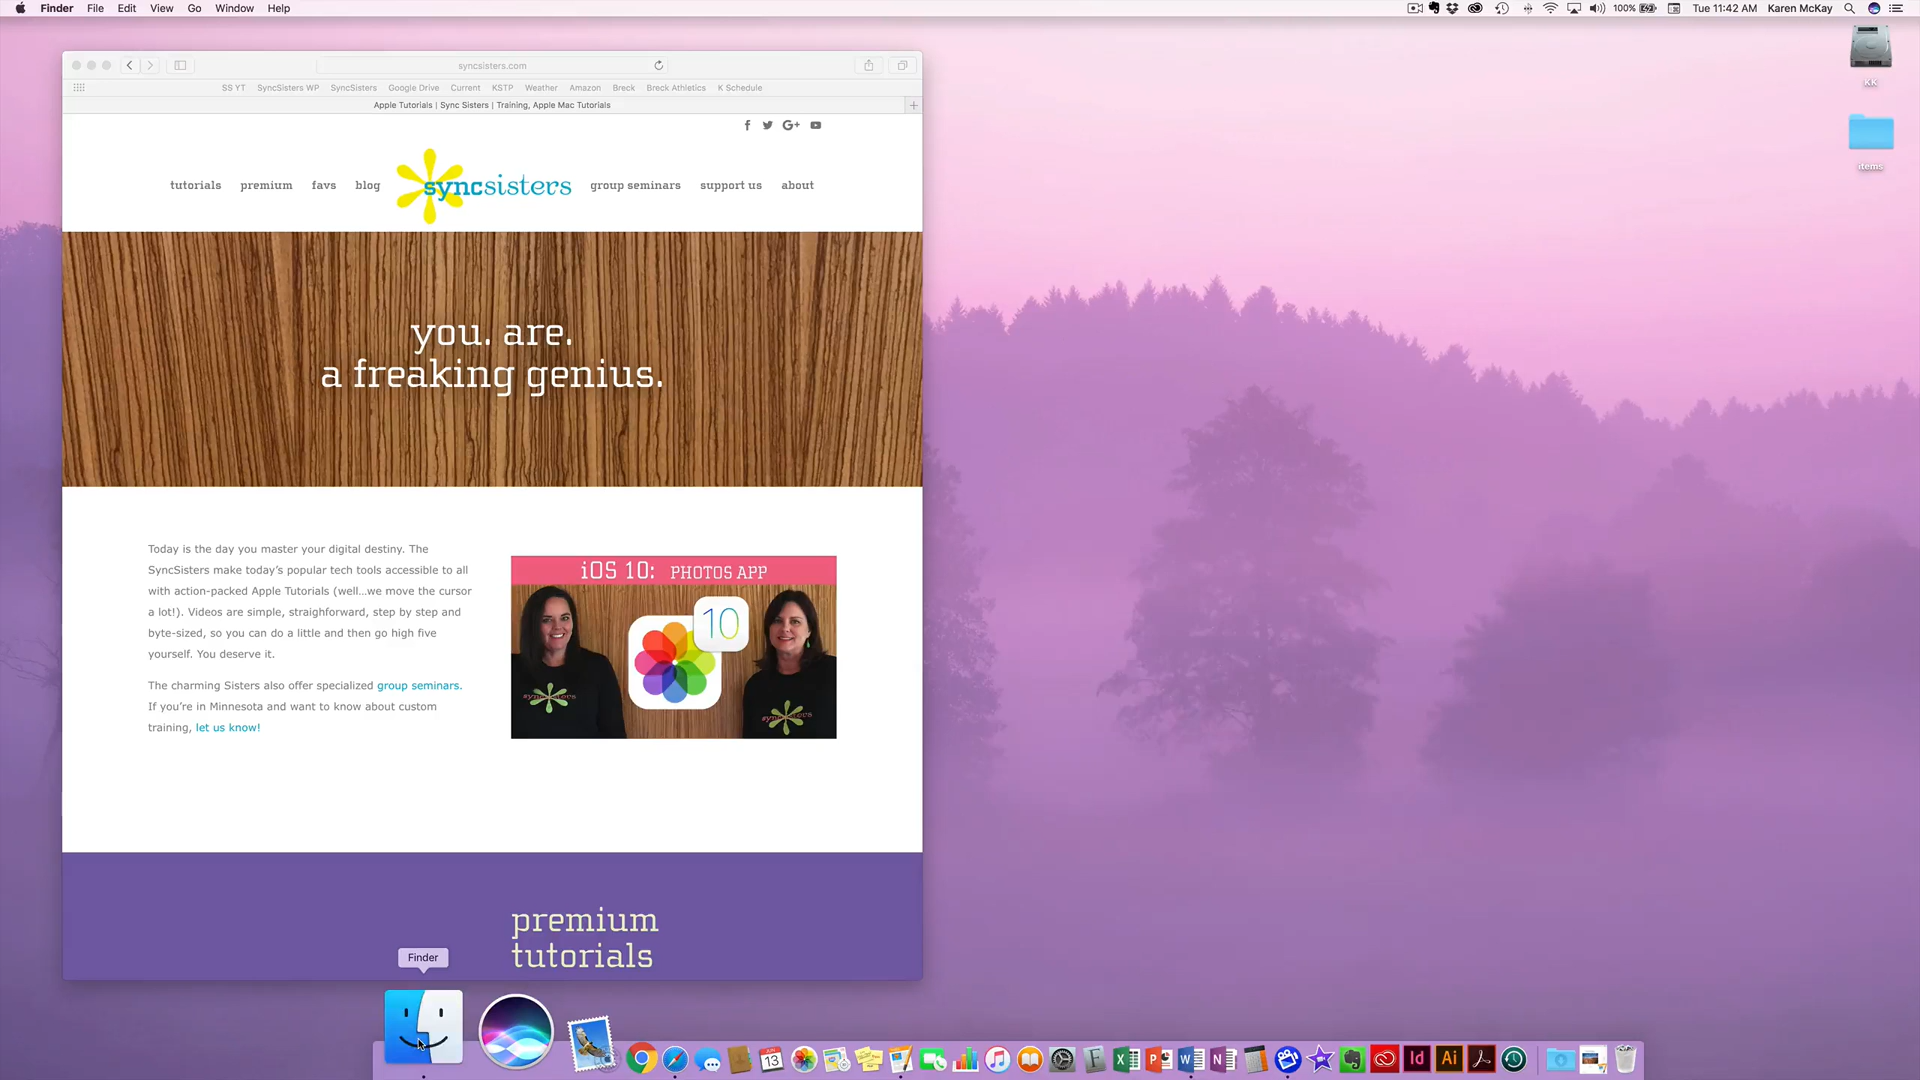 Finder File Edit View Go Window Help 100% Tue 11:42 AM Karen McKay
KK
items
syncsisters.com
SS YT SyncSisters WP SyncSisters Google Drive Current KSTP Weather Amazon Breck Breck Athletics K Schedule
Apple Tutorials | Sync Sisters | Training, Apple Mac Tutorials
tutorials premium favs blog syncsisters group seminars support us about
you. are.
a freaking genius.
Today is the day you master your digital destiny. The
SyncSisters make today's popular tech tools accessible to all
with action-packed Apple Tutorials (well...we move the cursor
a lot!). Videos are simple, straighforward, step by step and
byte-sized, so you can do a little and then go high five
yourself. You deserve it.
The charming Sisters also offer specialized group seminars.
If you're in Minnesota and want to know about custom
training, let us know!
iOS 10: PHOTOS APP
10
syncsisters
premium
tutorials
Finder
JUN
13
Id Ai